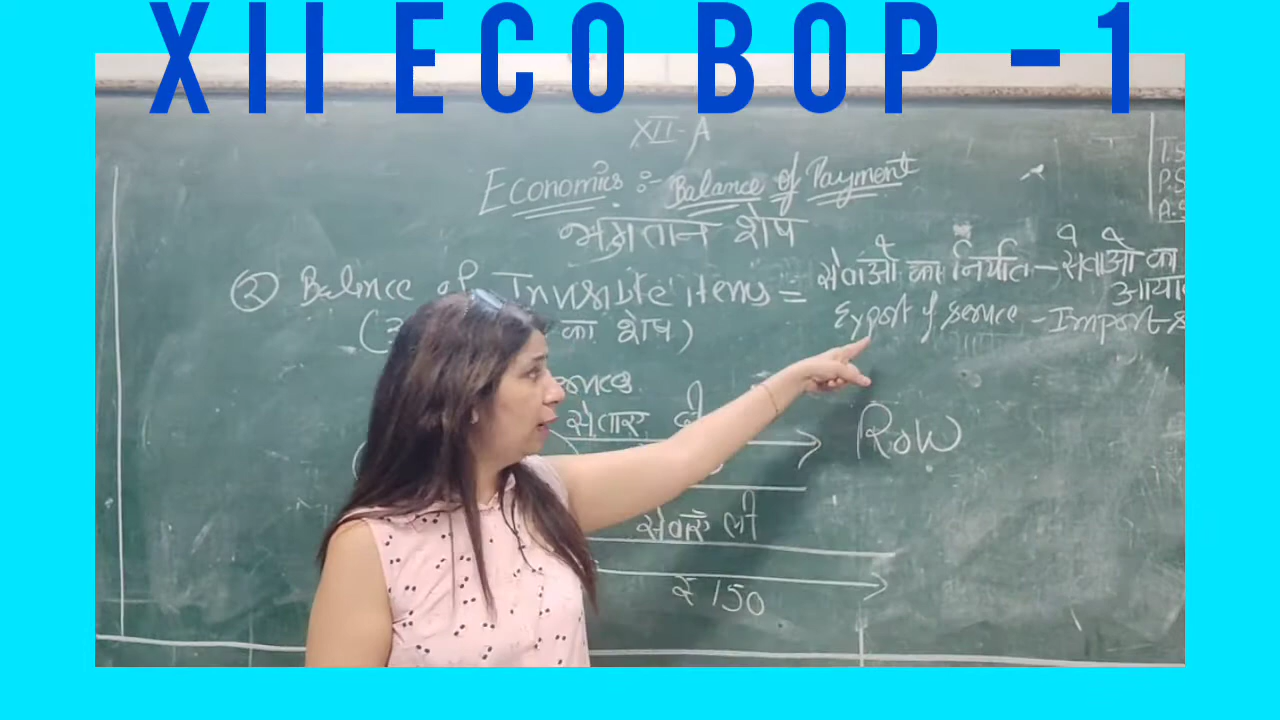 XII ECO BOP -1
XII-A
T.S
P.S
A.S
Economics :- Balance of Payment
भुगतान शेष
② Balance of Invisible items = सेवाओं का निर्यात - सेवाओं का
आया
का शेष)
Export of Service - Import S
सेवाएं दी
Row
सेवाएं ली
₹ 150